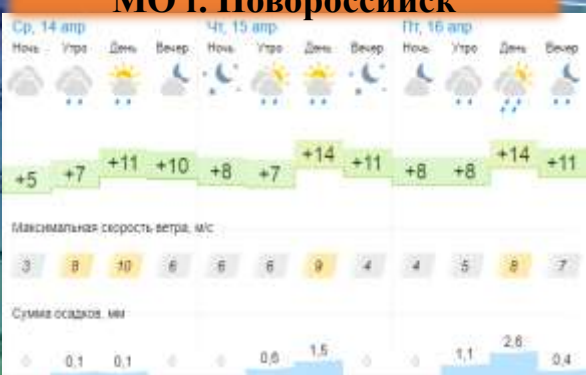 МО г. Новороссийск
Ср, 14 апр Чт, 15 апр Пт, 16 апр
Ночь Утро День Вечер Ночь Утро День Вечер Ночь Утро День Вечер
+5 +7 +11 +10 +8 +7 +14 +11 +8 +8 +14 +11
Максимальная скорость ветра, м/с
3 8 10 6 6 6 9 4 4 5 8 7
Сумма осадков, мм
0 0,1 0,1 0 0 0,6 1,5 0 0 1,1 2,6 0,4